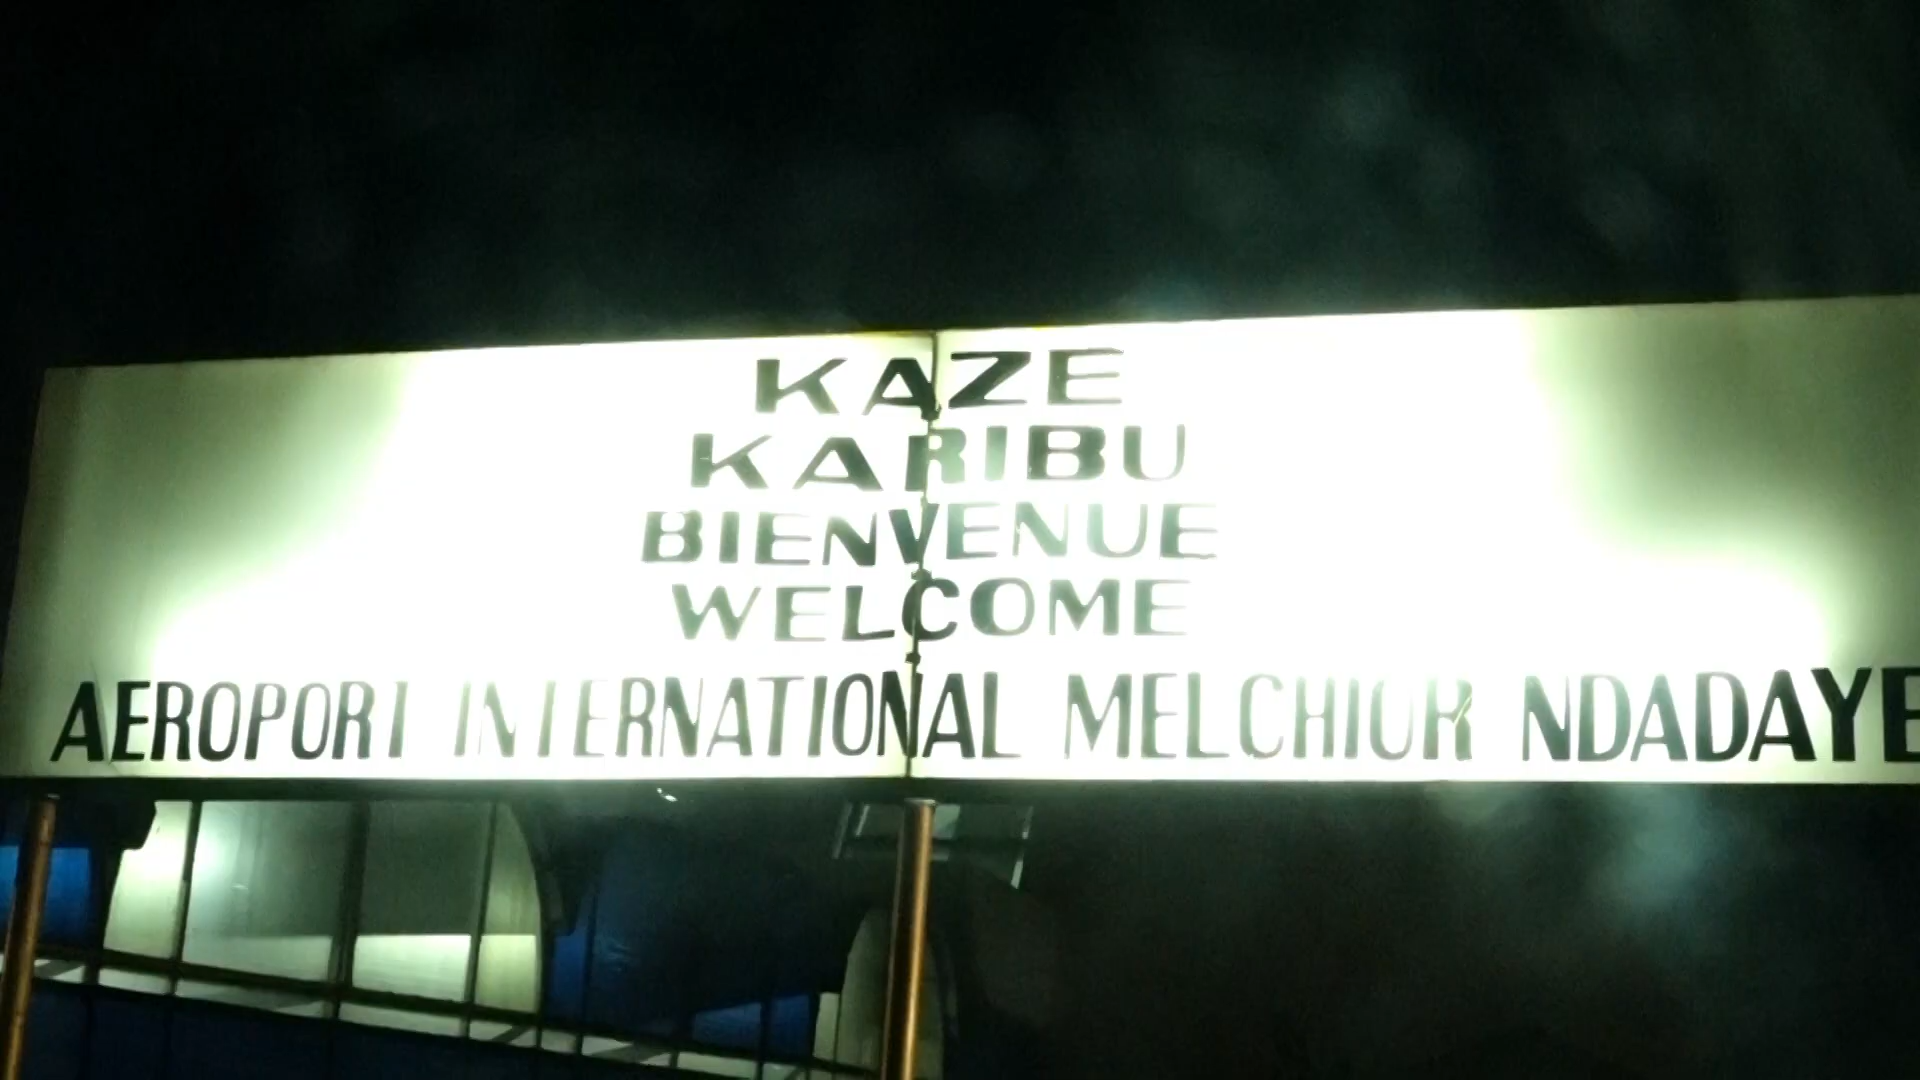 KAZE
KARIBU
BIENVENUE
WELCOME
AEROPORT INTERNATIONAL MELCHIOR NDADAYE